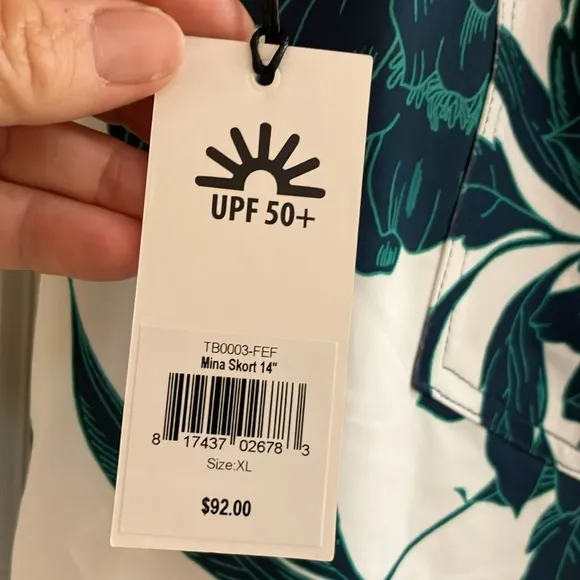 UPF 50+
TB0003-FEF
Mina Skort 14"
8 17437 02678 3
Size:XL
$92.00